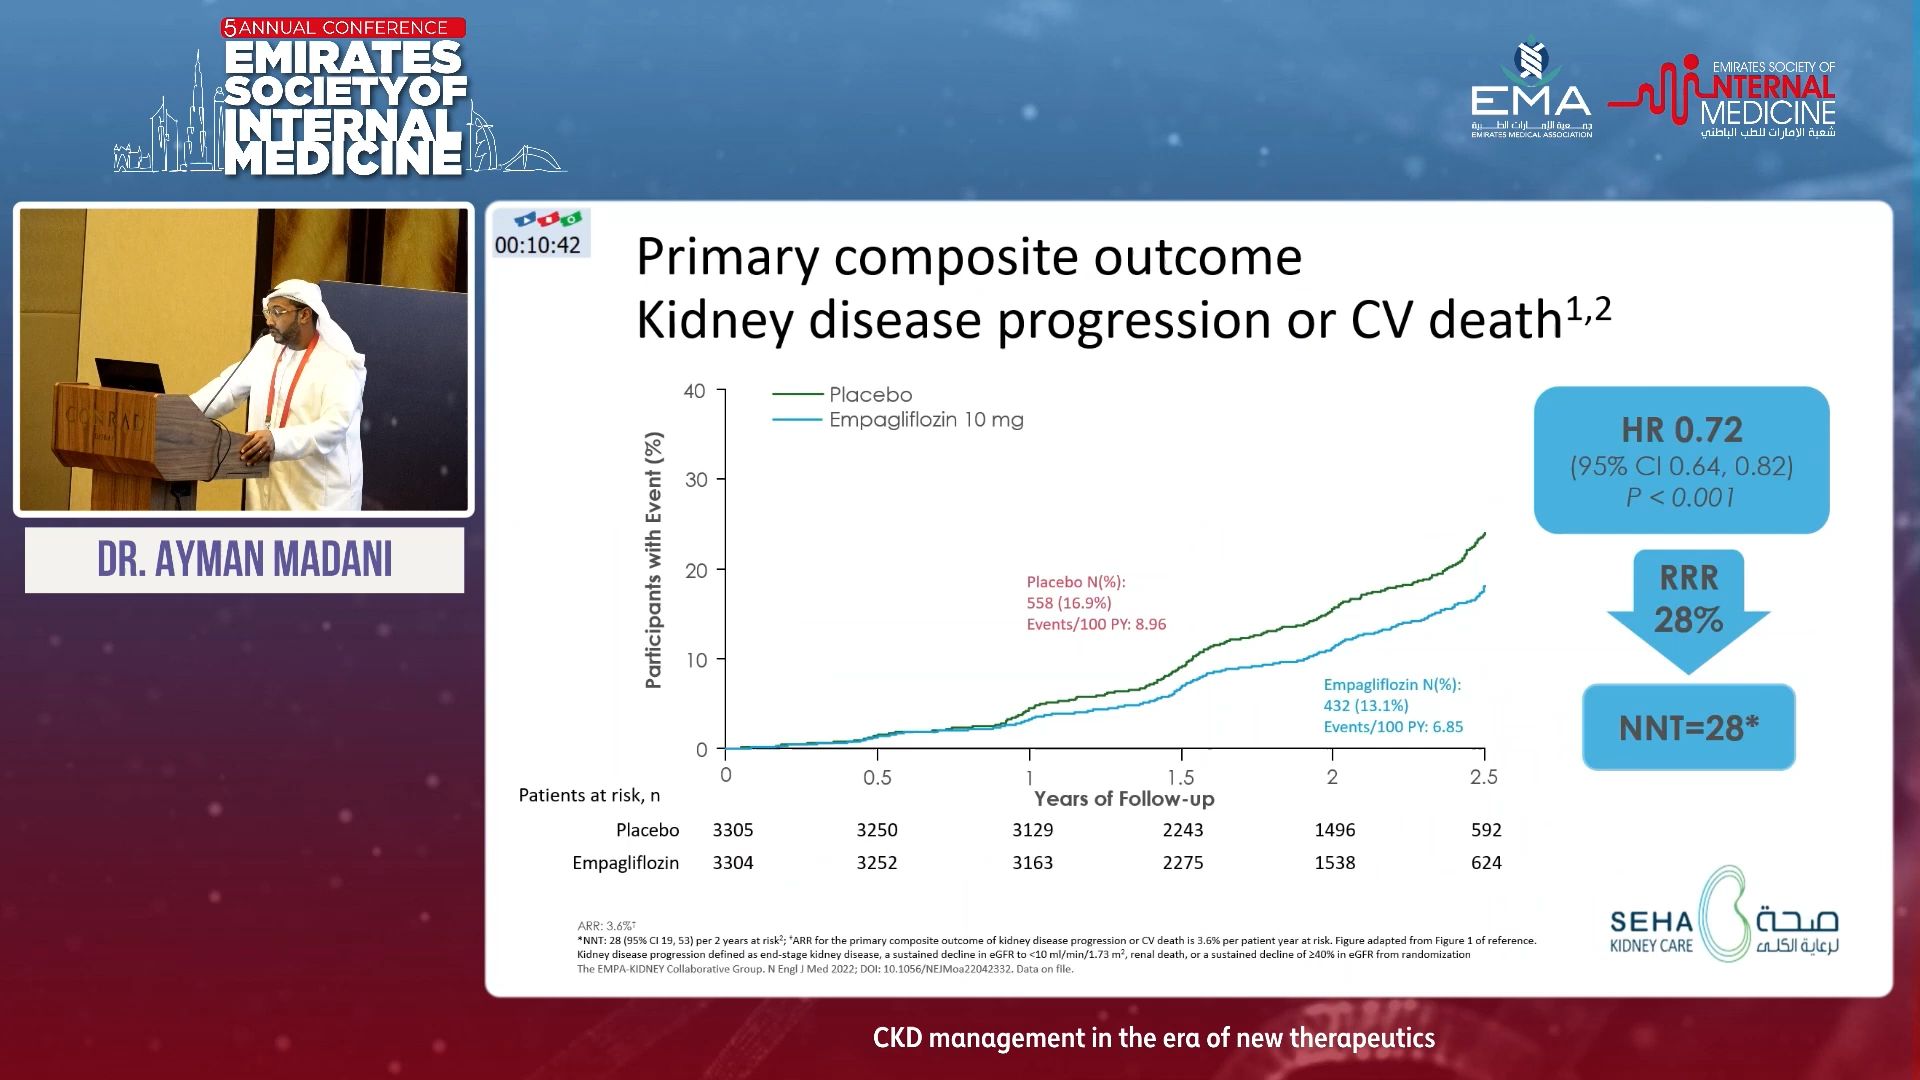 5 ANNUAL CONFERENCE
EMIRATES
SOCIETY OF
INTERNAL
MEDICINE
EMA
جمعية الإمارات الطبية
EMIRATES MEDICAL ASSOCIATION
EMIRATES SOCIETY OF
INTERNAL
MEDICINE
شعبة الإمارات للطب الباطني
CONRAD
DR. AYMAN MADANI
00:10:42
Primary composite outcome
Kidney disease progression or CV death1,2
Participants with Event (%)
40
30
20
10
0
Placebo
Empagliflozin 10 mg
Placebo N(%):
558 (16.9%)
Events/100 PY: 8.96
Empagliflozin N(%):
432 (13.1%)
Events/100 PY: 6.85
0 0.5 1 1.5 2 2.5
Years of Follow-up
Patients at risk, n
Placebo 3305 3250 3129 2243 1496 592
Empagliflozin 3304 3252 3163 2275 1538 624
HR 0.72
(95% CI 0.64, 0.82)
P < 0.001
RRR
28%
NNT=28*
ARR: 3.6%†
*NNT: 28 (95% CI 19, 53) per 2 years at risk2; †ARR for the primary composite outcome of kidney disease progression or CV death is 3.6% per patient year at risk. Figure adapted from Figure 1 of reference.
Kidney disease progression defined as end-stage kidney disease, a sustained decline in eGFR to <10 ml/min/1.73 m2, renal death, or a sustained decline of ≥40% in eGFR from randomization
The EMPA-KIDNEY Collaborative Group. N Engl J Med 2022; DOI: 10.1056/NEJMoa22042332. Data on file.
SEHA
KIDNEY CARE
صحة
لرعاية الكلى
CKD management in the era of new therapeutics